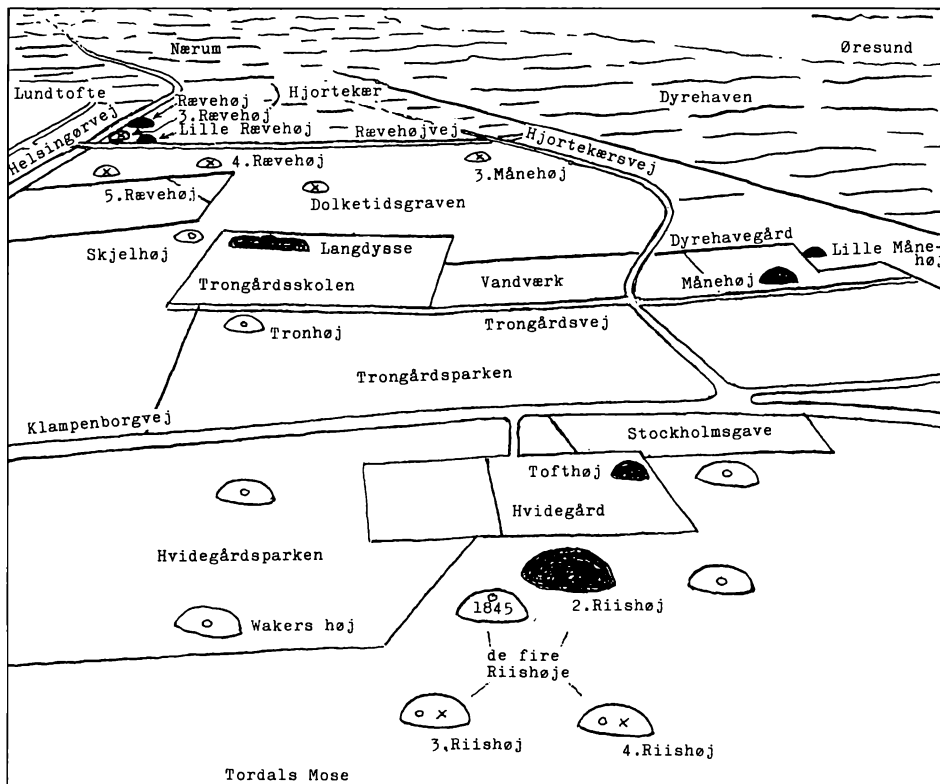 Nærum
Øresund
Lundtofte
Rævehøj
3.Rævehøj
Lille Rævehøj
Hjortekær
Dyrehaven
Helsingørvej
Rævehøjvej
Hjortekærsvej
4.Rævehøj
3.Månehøj
5.Rævehøj
Dolketidsgraven
Skjelhøj
Langdysse
Dyrehavegård
Lille Måne-
høj
Trongårdsskolen
Vandværk
Månehøj
Tronhøj
Trongårdsvej
Trongårdsparken
Klampenborgvej
Stockholmsgave
Tofthøj
Hvidegård
Hvidegårdsparken
1845
2.Riishøj
Wakers høj
de fire
Riishøje
3.Riishøj
4.Riishøj
Tordals Mose